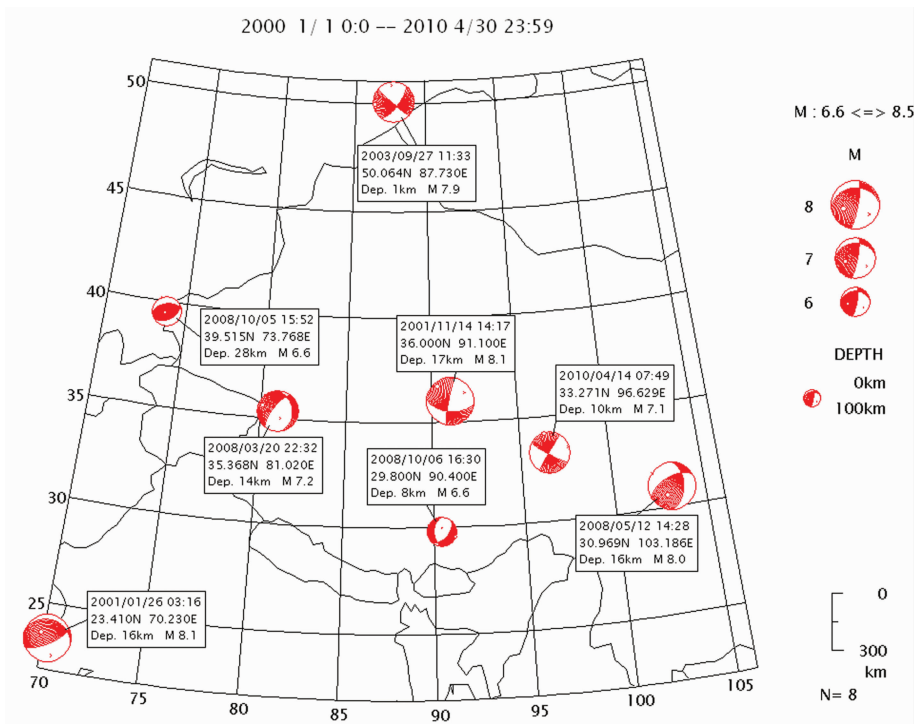 2000 1/ 1 0:0 -- 2010 4/30 23:59
50
45
40
35
30
25
70
75
80
85
90
95
100
105
2003/09/27 11:33
50.064N 87.730E
Dep. 1km M 7.9
2008/10/05 15:52
39.515N 73.768E
Dep. 28km M 6.6
2001/11/14 14:17
36.000N 91.100E
Dep. 17km M 8.1
2010/04/14 07:49
33.271N 96.629E
Dep. 10km M 7.1
2008/03/20 22:32
35.368N 81.020E
Dep. 14km M 7.2
2008/10/06 16:30
29.800N 90.400E
Dep. 8km M 6.6
2008/05/12 14:28
30.969N 103.186E
Dep. 16km M 8.0
2001/01/26 03:16
23.410N 70.230E
Dep. 16km M 8.1
M : 6.6 <=> 8.5
M
8
7
6
DEPTH
0km
100km
0
300
km
N= 8